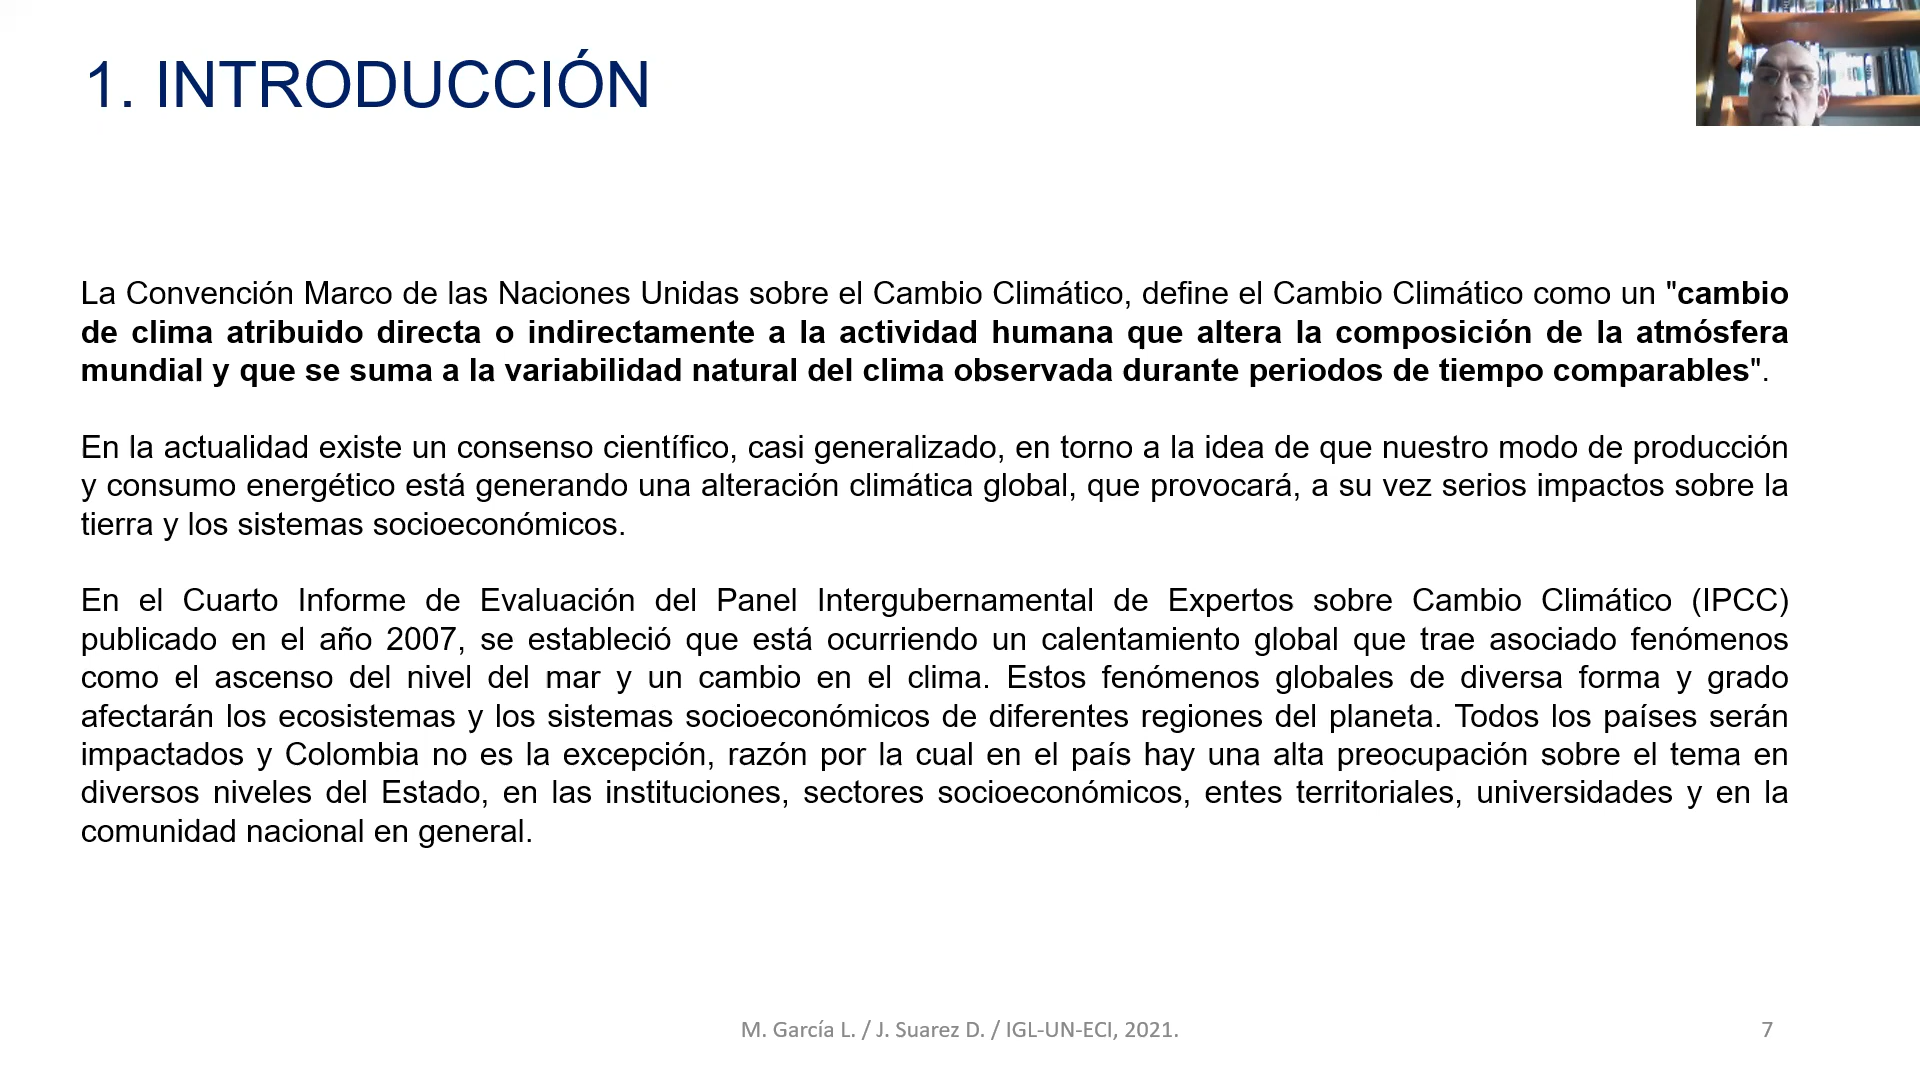 1. INTRODUCCIÓN
La Convención Marco de las Naciones Unidas sobre el Cambio Climático, define el Cambio Climático como un "cambio
de clima atribuido directa o indirectamente a la actividad humana que altera la composición de la atmósfera
mundial y que se suma a la variabilidad natural del clima observada durante periodos de tiempo comparables".
En la actualidad existe un consenso científico, casi generalizado, en torno a la idea de que nuestro modo de producción
y consumo energético está generando una alteración climática global, que provocará, a su vez serios impactos sobre la
tierra y los sistemas socioeconómicos.
En el Cuarto Informe de Evaluación del Panel Intergubernamental de Expertos sobre Cambio Climático (IPCC)
publicado en el año 2007, se estableció que está ocurriendo un calentamiento global que trae asociado fenómenos
como el ascenso del nivel del mar y un cambio en el clima. Estos fenómenos globales de diversa forma y grado
afectarán los ecosistemas y los sistemas socioeconómicos de diferentes regiones del planeta. Todos los países serán
impactados y Colombia no es la excepción, razón por la cual en el país hay una alta preocupación sobre el tema en
diversos niveles del Estado, en las instituciones, sectores socioeconómicos, entes territoriales, universidades y en la
comunidad nacional en general.
M. García L. / J. Suarez D. / IGL-UN-ECI, 2021.
7